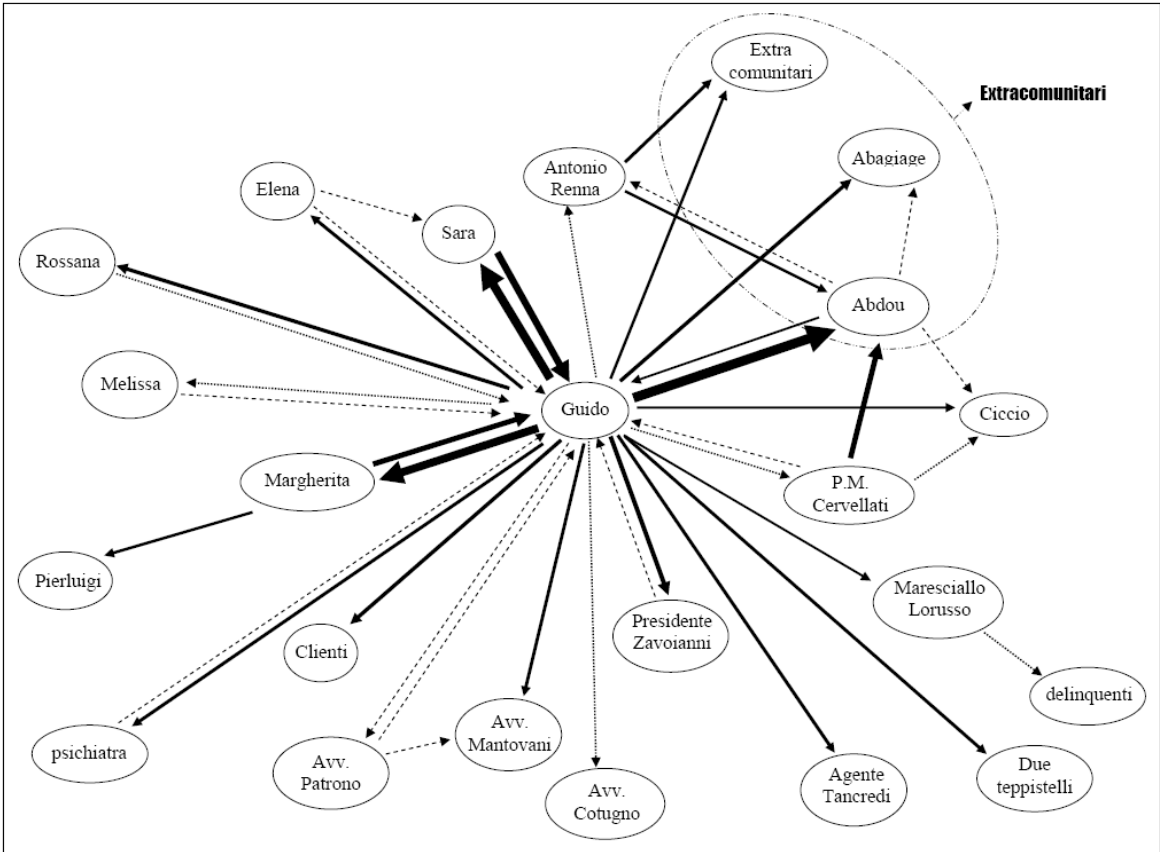 Extra
comunitari
Extracomunitari
Antonio
Renna
Abagiage
Elena
Sara
Rossana
Abdou
Melissa
Guido
Ciccio
Margherita
P.M.
Cervellati
Pierluigi
Maresciallo
Lorusso
Presidente
Zavoianni
Clienti
delinquenti
psichiatra
Avv.
Mantovani
Avv.
Patrono
Avv.
Cotugno
Agente
Tancredi
Due
teppistelli